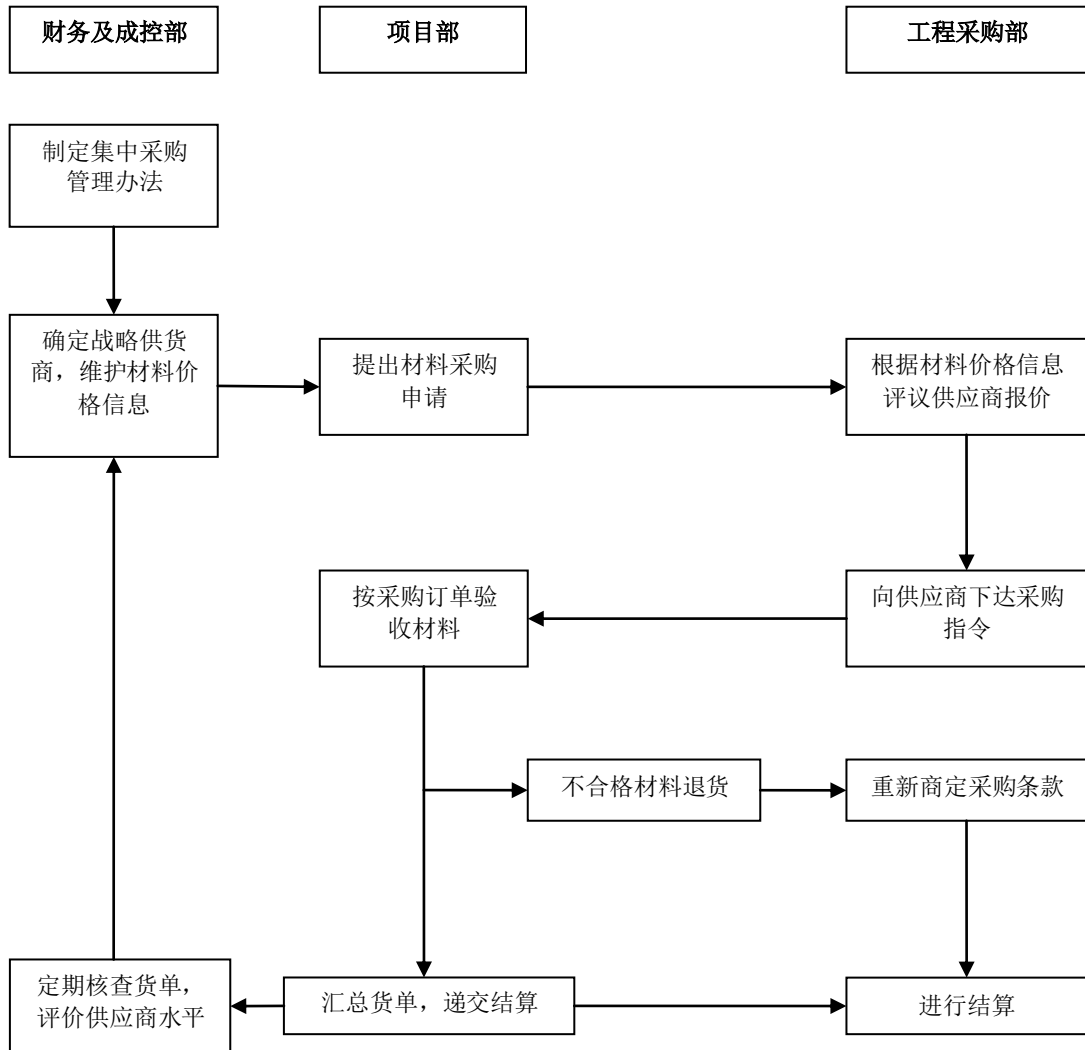 财务及成控部
项目部
工程采购部
制定集中采购
管理办法
确定战略供货
商，维护材料价
格信息
提出材料采购
申请
根据材料价格信息
评议供应商报价
按采购订单验
收材料
向供应商下达采购
指令
不合格材料退货
重新商定采购条款
定期核查货单，
评价供应商水平
汇总货单，递交结算
进行结算